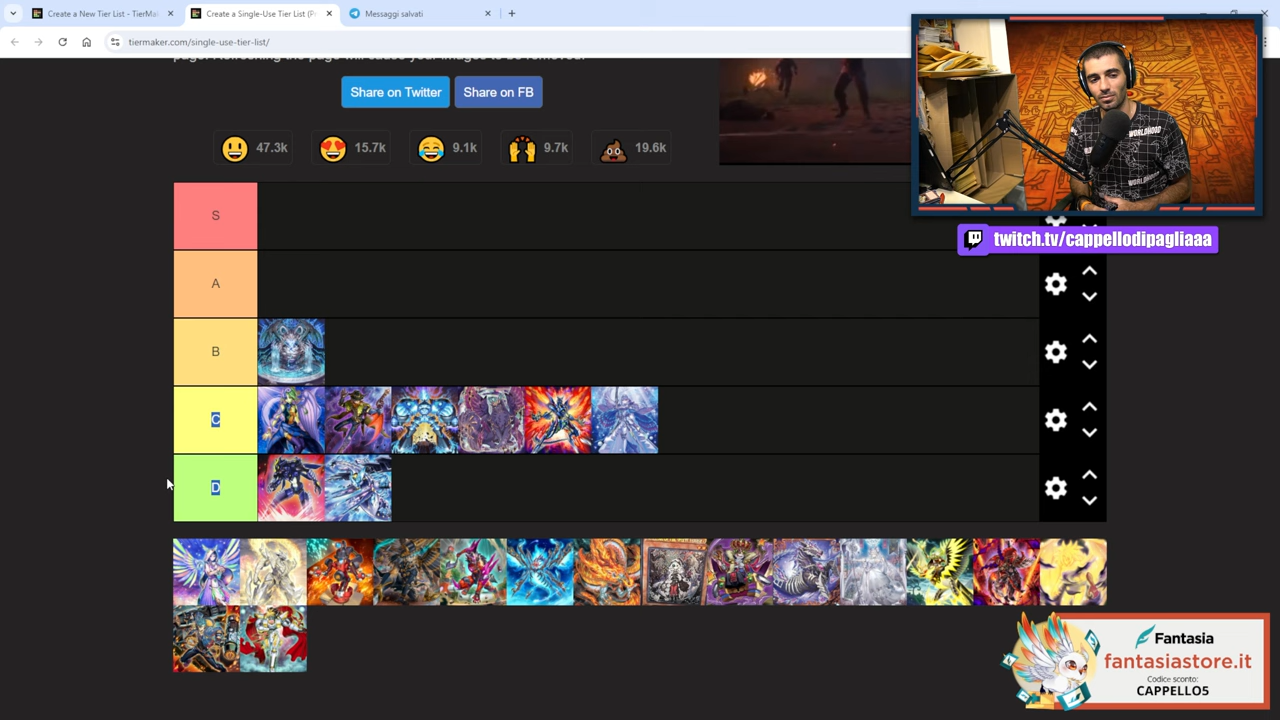 Create a New Tier List - TierMa
Create a Single-Use Tier List (P
Messaggi salvati
tiermaker.com/single-use-tier-list/
Share on Twitter
Share on FB
47.3k
15.7k
9.1k
9.7k
19.6k
S
A
B
C
D
WORLDHOOD
WORLDHOOD
twitch.tv/cappellodipagliaaa
Fantasia
fantasiastore.it
Codice sconto:
CAPPELLO5